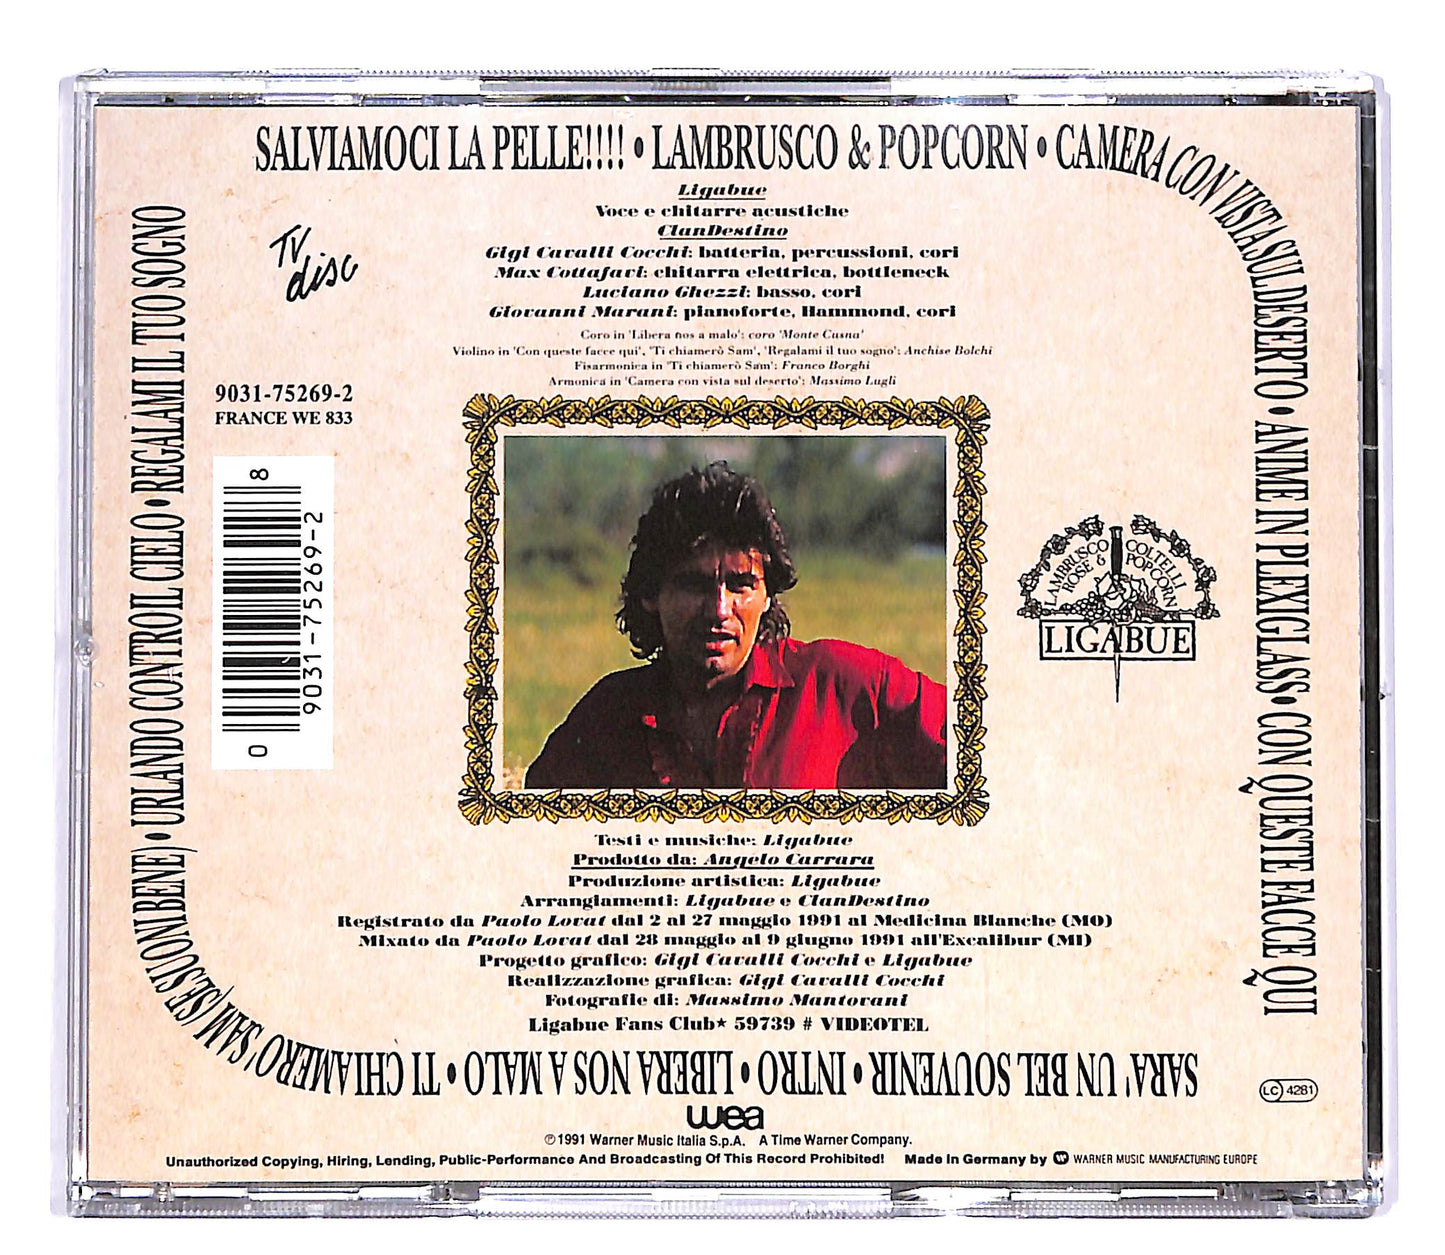 SALVIAMOCI LA PELLE!!!! • LAMBRUSCO & POPCORN • CAMERA CON VISTA SUL DESERTO • ANIME IN PLEXIGLASS • CON QUESTE FACCE QUI
SARA' UN BEL SOUVENIR • INTRO • LIBERA NOS A MALO • TI CHIAMERO' SAM (SE SUONI BENE) • URLANDO CONTRO IL CIELO • REGALAMI IL TUO SOGNO
Ligabue
Voce e chitarre acustiche
ClanDestino
Gigi Cavalli Cocchi: batteria, percussioni, cori
Max Cottafavi: chitarra elettrica, bottleneck
Luciano Ghezzi: basso, cori
Giovanni Marani: pianoforte, Hammond, cori
Coro in 'Libera nos a malo': coro 'Monte Cusna'
Violino in 'Con queste facce qui', 'Ti chiamerò Sam', 'Regalami il tuo sogno': Anchise Bolchi
Fisarmonica in 'Ti chiamerò Sam': Franco Borghi
Armonica in 'Camera con vista sul deserto': Massimo Lugli
TV
disc
9031-75269-2
FRANCE WE 833
0 9031-75269-2 8
LAMBRUSCO COLTELLI
ROSE & POPCORN
LIGABUE
Testi e musiche: Ligabue
Prodotto da: Angelo Carrara
Produzione artistica: Ligabue
Arrangiamenti: Ligabue e ClanDestino
Registrato da Paolo Lovat dal 2 al 27 maggio 1991 al Medicina Blanche (MO)
Mixato da Paolo Lovat dal 28 maggio al 9 giugno 1991 all'Excalibur (MI)
Progetto grafico: Gigi Cavalli Cocchi e Ligabue
Realizzazione grafica: Gigi Cavalli Cocchi
Fotografie di: Massimo Mantovani
Ligabue Fans Club★ 59739 # VIDEOTEL
LC 4281
wea
℗ 1991 Warner Music Italia S.p.A. A Time Warner Company.
Unauthorized Copying, Hiring, Lending, Public-Performance And Broadcasting Of This Record Prohibited! Made In Germany by WARNER MUSIC MANUFACTURING EUROPE